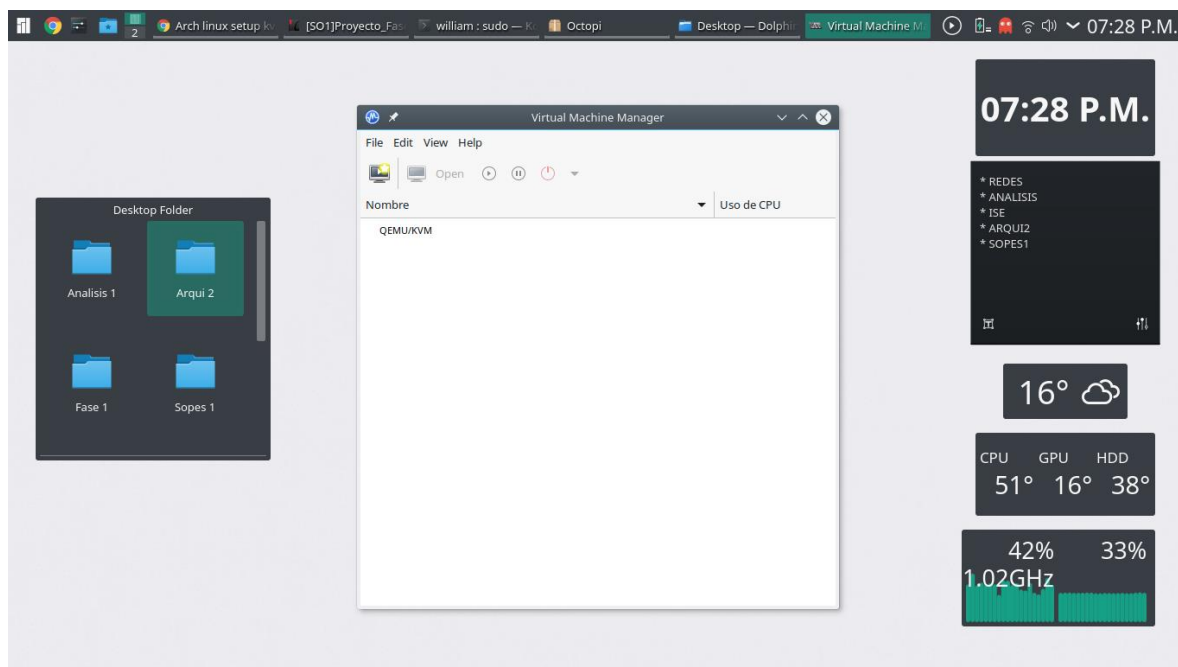 2
Arch linux setup kv
[SO1]Proyecto_Fas
william : sudo — K
Octopi
Desktop — Dolphi
Virtual Machine M
07:28 P.M.
07:28 P.M.
Virtual Machine Manager
File Edit View Help
Open
Nombre
Uso de CPU
QEMU/KVM
Desktop Folder
Analisis 1
Arqui 2
Fase 1
Sopes 1
* REDES
* ANALISIS
* ISE
* ARQUI2
* SOPES1
16°
CPU GPU HDD
51° 16° 38°
42% 33%
1.02GHz